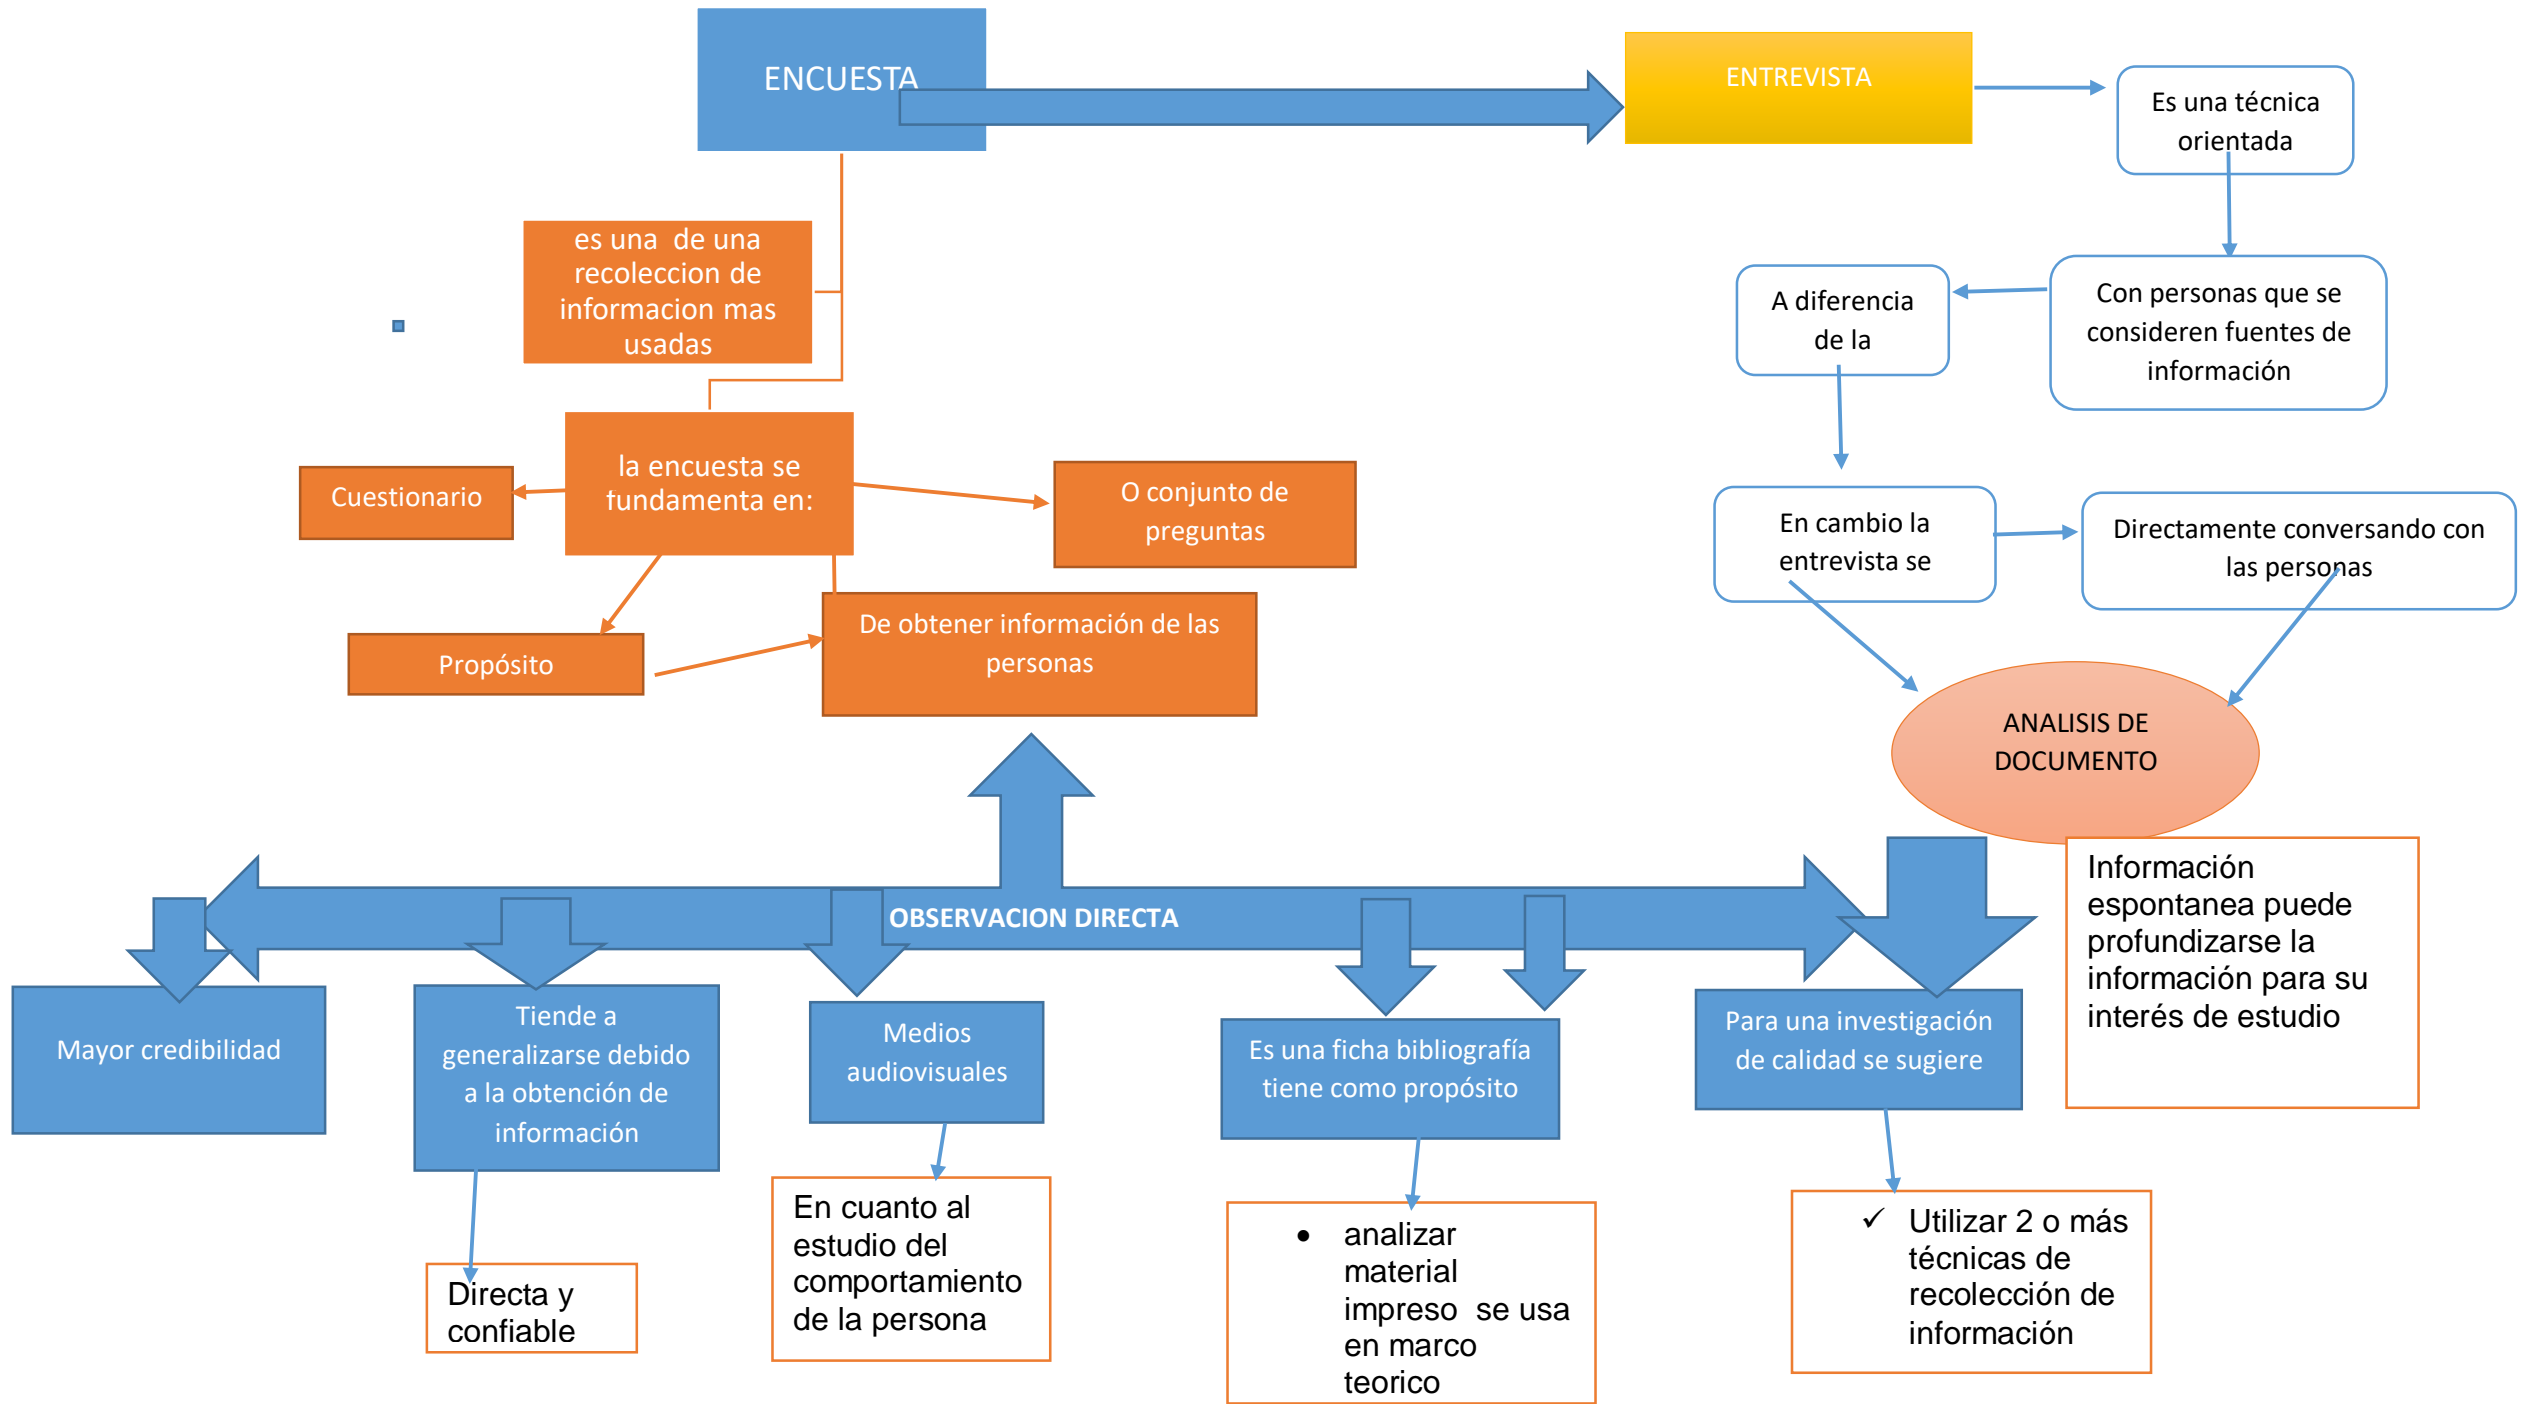 ENCUESTA
ENTREVISTA
Es una técnica
orientada
es una  de una
recoleccion de
informacion mas
usadas
A diferencia
de la
Con personas que se
consideren fuentes de
información
la encuesta se
fundamenta en:
Cuestionario
O conjunto de
preguntas
En cambio la
entrevista se
Directamente conversando con
las personas
Propósito
De obtener información de las
personas
ANALISIS DE
DOCUMENTO
OBSERVACION DIRECTA
Información
espontanea puede
profundizarse la
información para su
interés de estudio
Mayor credibilidad
Tiende a
generalizarse debido
a la obtención de
información
Medios
audiovisuales
Es una ficha bibliografía
tiene como propósito
Para una investigación
de calidad se sugiere
Directa y
confiable
En cuanto al
estudio del
comportamiento
de la persona
• analizar
material
impreso  se usa
en marco
teorico
✓ Utilizar 2 o más
técnicas de
recolección de
información